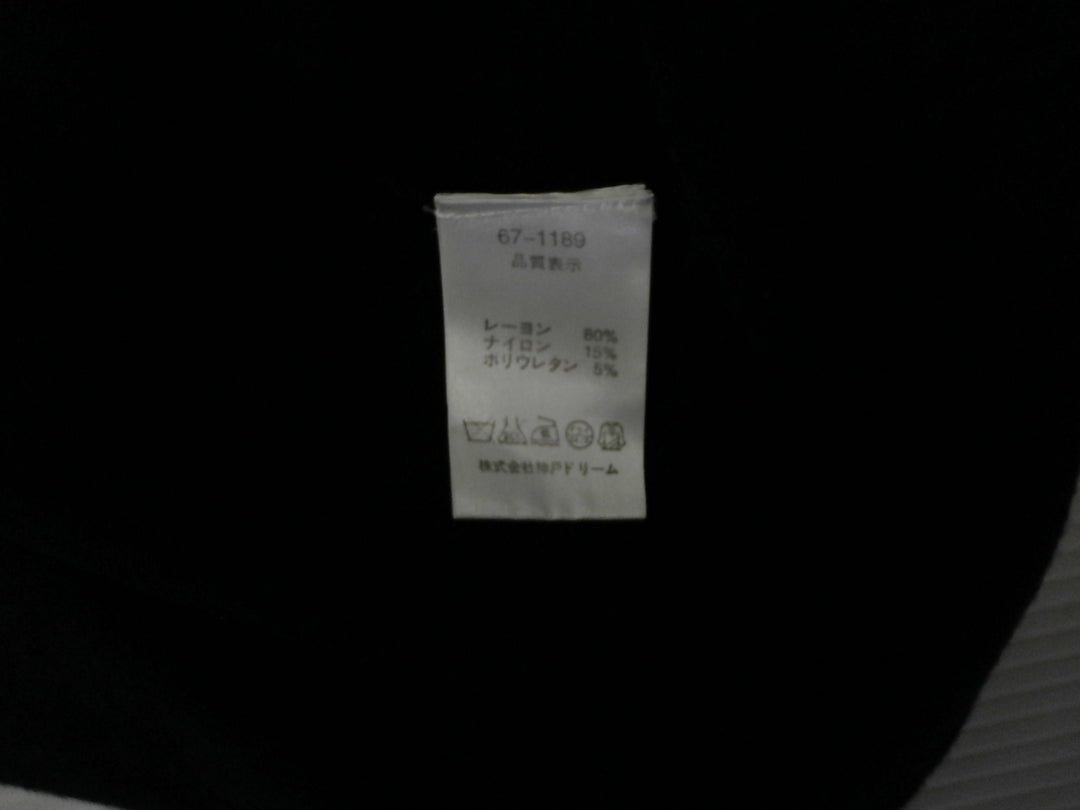 67-1189
品質表示
レーヨン 80%
ナイロン 15%
ポリウレタン 5%
株式会社神戸ドリーム